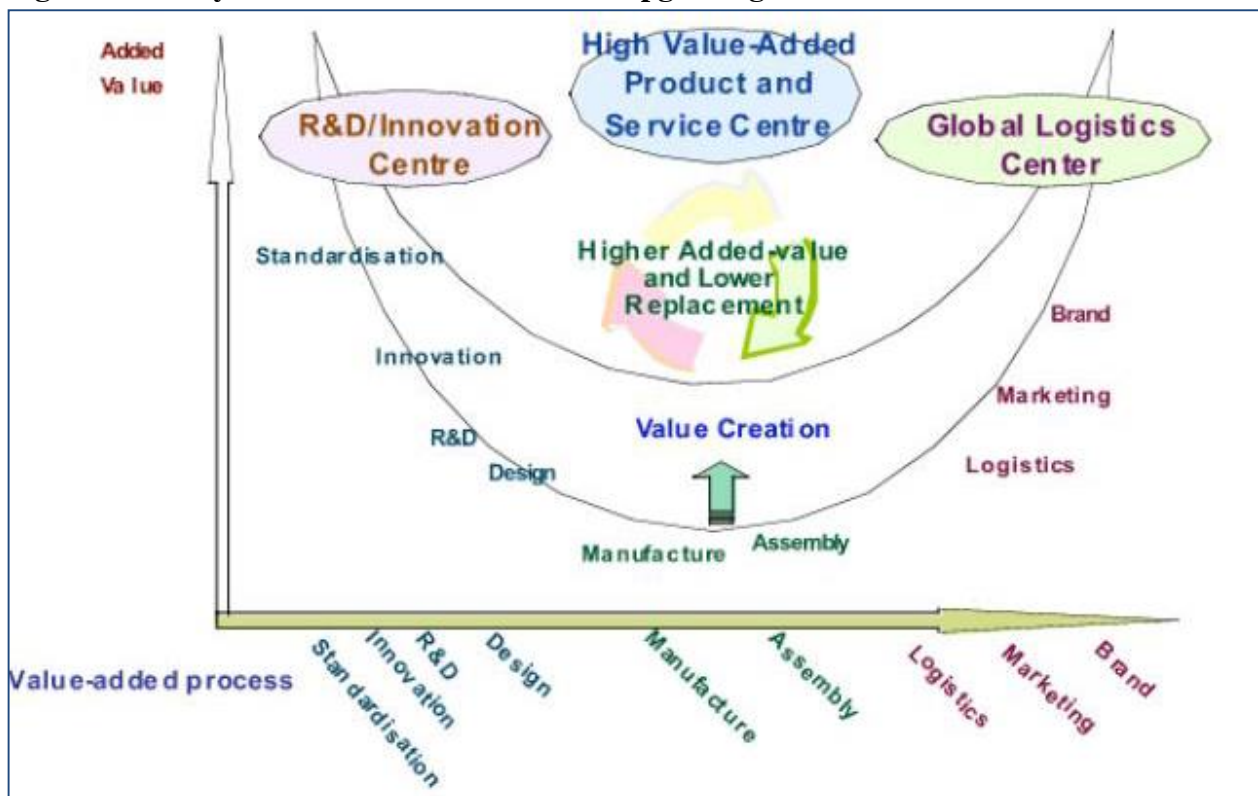 Added
Value
R&D/Innovation
Centre
High Value-Added
Product and
Service Centre
Global Logistics
Center
Standardisation
Higher Added-value
and Lower
Replacement
Brand
Innovation
Marketing
Value Creation
R&D
Design
Logistics
Manufacture
Assembly
Value-added process
Standardisation
Innovation
R&D
Design
Manufacture
Assembly
Logistics
Marketing
Brand